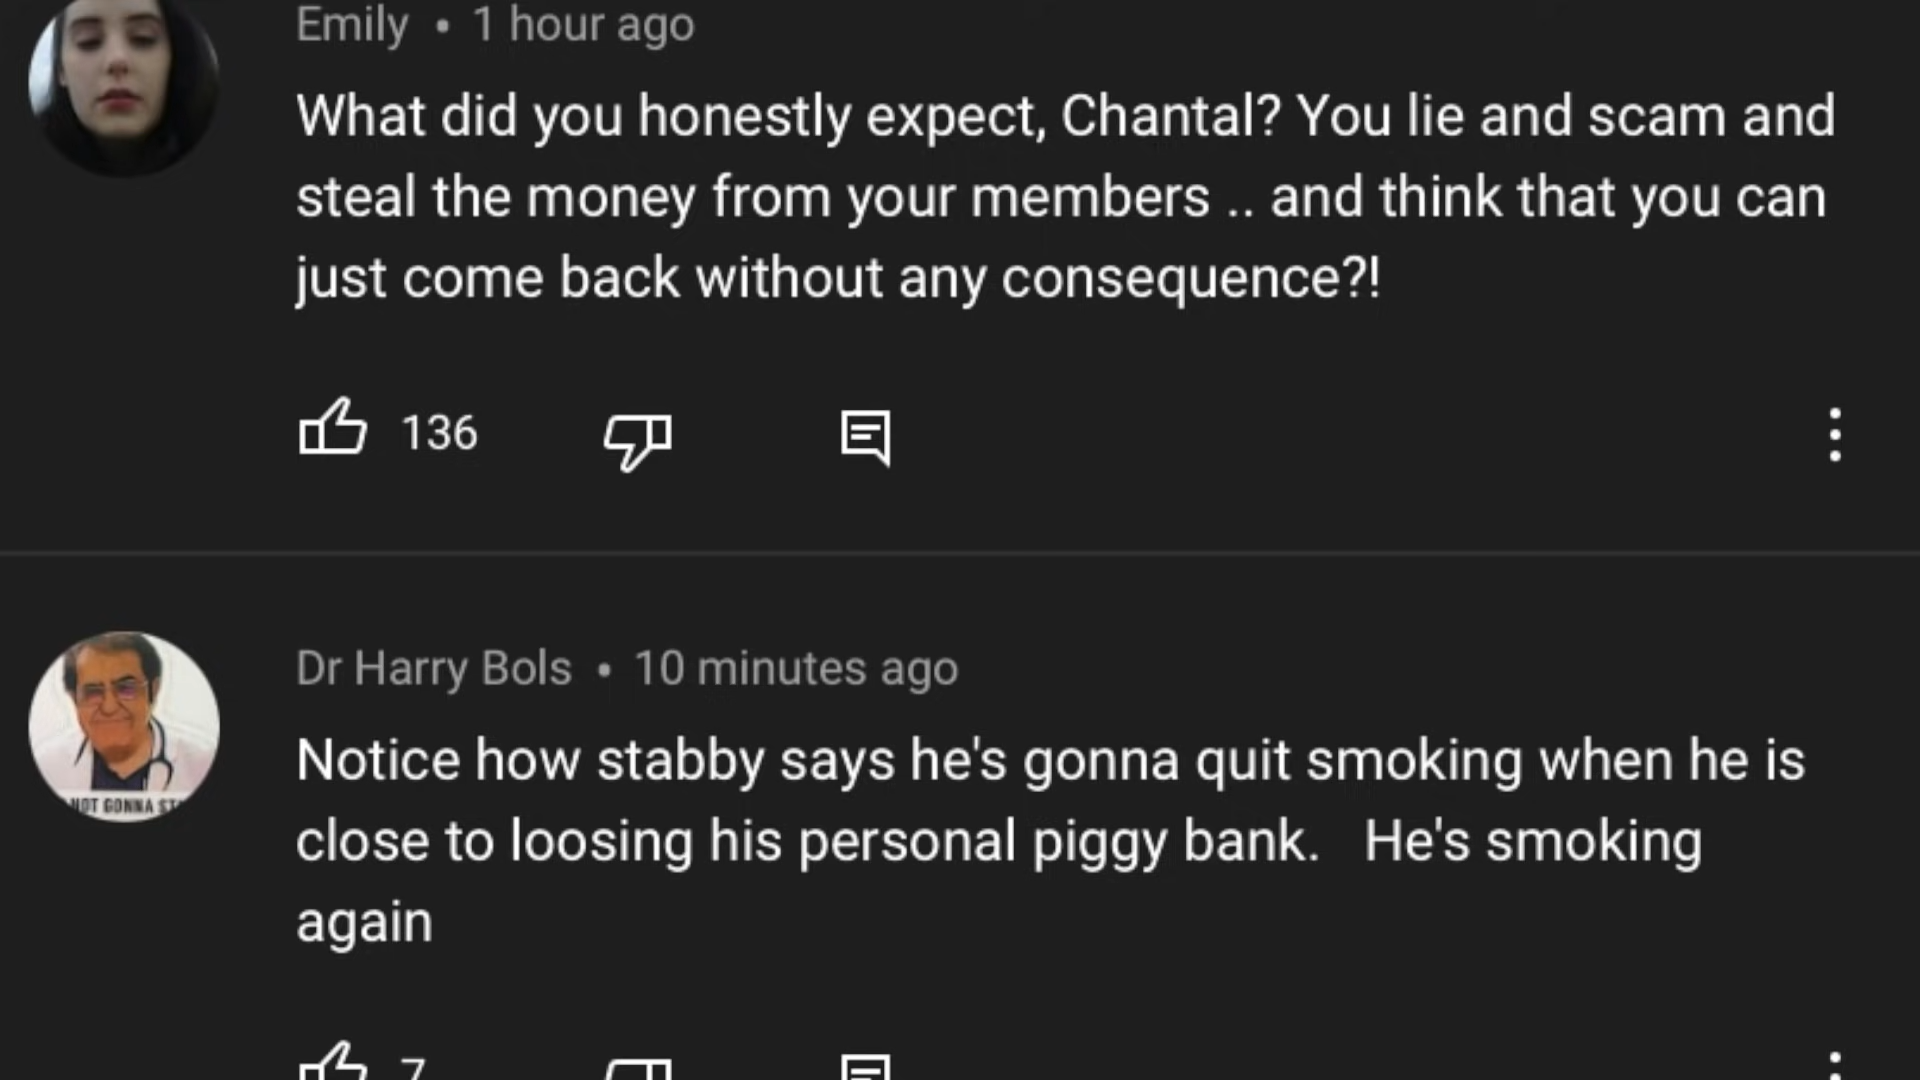 Emily • 1 hour ago
What did you honestly expect, Chantal? You lie and scam and
steal the money from your members .. and think that you can
just come back without any consequence?!
136
Dr Harry Bols • 10 minutes ago
NOT GONNA
Notice how stabby says he's gonna quit smoking when he is
close to loosing his personal piggy bank.   He's smoking
again
7